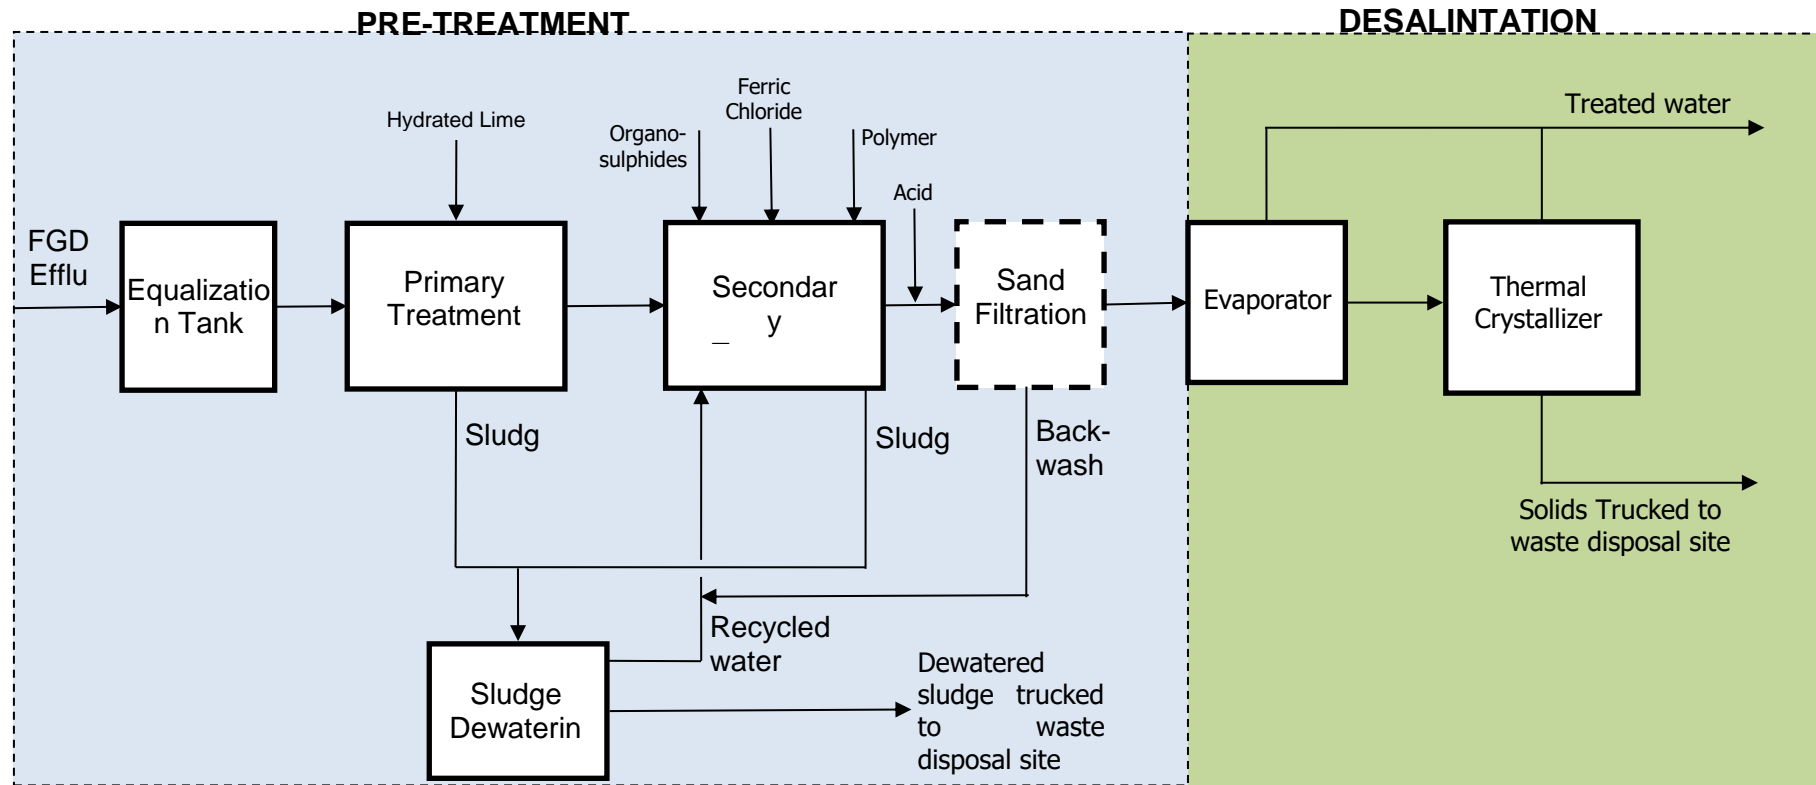 PRE-TREATMENT
DESALINTATION
Hydrated Lime
Organo-
sulphides
Ferric
Chloride
Polymer
Acid
Treated water
FGD
Efflu
Equalizatio
n Tank
Primary
Treatment
Secondar
y
Sand
Filtration
Evaporator
Thermal
Crystallizer
Sludg
Sludg
Back-
wash
Solids Trucked to
waste disposal site
Recycled
water
Sludge
Dewaterin
Dewatered
sludge trucked
to waste
disposal site